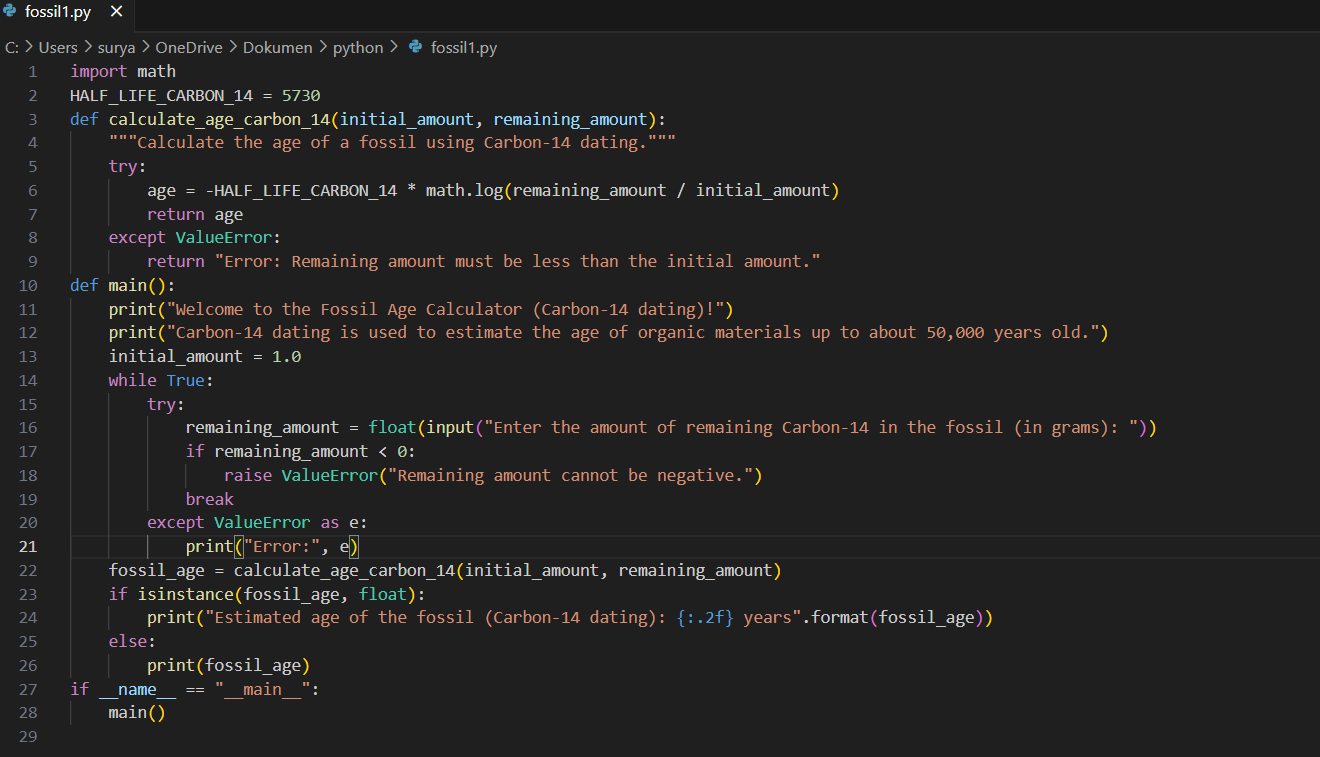 fossil1.py
C: > Users > surya > OneDrive > Dokumen > python > fossil1.py
1 import math
2 HALF_LIFE_CARBON_14 = 5730
3 def calculate_age_carbon_14(initial_amount, remaining_amount):
4     """Calculate the age of a fossil using Carbon-14 dating."""
5     try:
6         age = -HALF_LIFE_CARBON_14 * math.log(remaining_amount / initial_amount)
7         return age
8     except ValueError:
9         return "Error: Remaining amount must be less than the initial amount."
10 def main():
11     print("Welcome to the Fossil Age Calculator (Carbon-14 dating)!")
12     print("Carbon-14 dating is used to estimate the age of organic materials up to about 50,000 years old.")
13     initial_amount = 1.0
14     while True:
15         try:
16             remaining_amount = float(input("Enter the amount of remaining Carbon-14 in the fossil (in grams): "))
17             if remaining_amount < 0:
18                 raise ValueError("Remaining amount cannot be negative.")
19             break
20         except ValueError as e:
21             print("Error:", e)
22     fossil_age = calculate_age_carbon_14(initial_amount, remaining_amount)
23     if isinstance(fossil_age, float):
24         print("Estimated age of the fossil (Carbon-14 dating): {:.2f} years".format(fossil_age))
25     else:
26         print(fossil_age)
27 if __name__ == "__main__":
28     main()
29